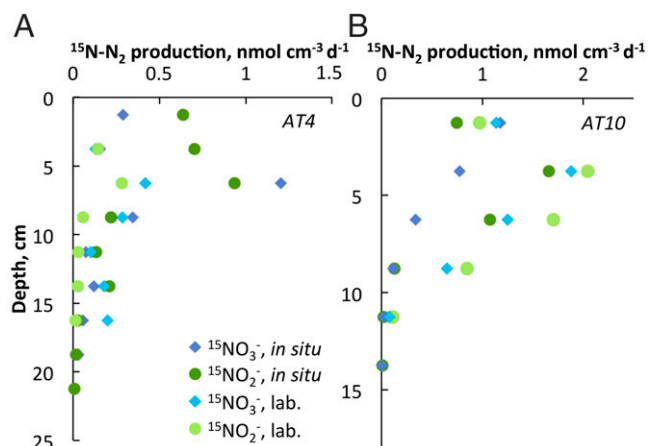 A
B
¹⁵N-N₂ production, nmol cm⁻³ d⁻¹
¹⁵N-N₂ production, nmol cm⁻³ d⁻¹
0 0.5 1 1.5
0 1 2
AT4
AT10
0
5
10
15
20
25
Depth, cm
0
5
10
15
¹⁵NO₃⁻, in situ
¹⁵NO₂⁻, in situ
¹⁵NO₃⁻, lab.
¹⁵NO₂⁻, lab.